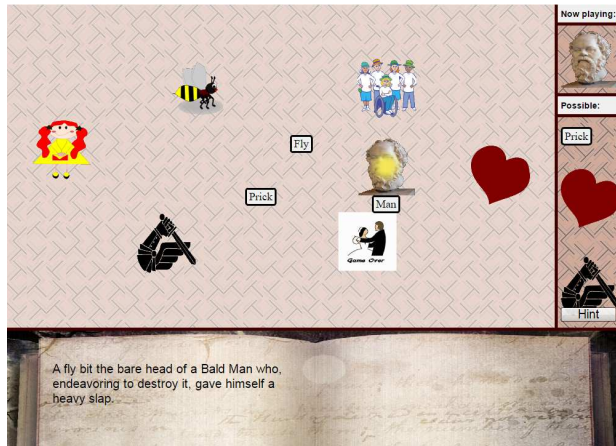 Now playing:
Possible:
Prick
Fly
Prick
Man
Game Over
Hint
A fly bit the bare head of a Bald Man who,
endeavoring to destroy it, gave himself a
heavy slap.